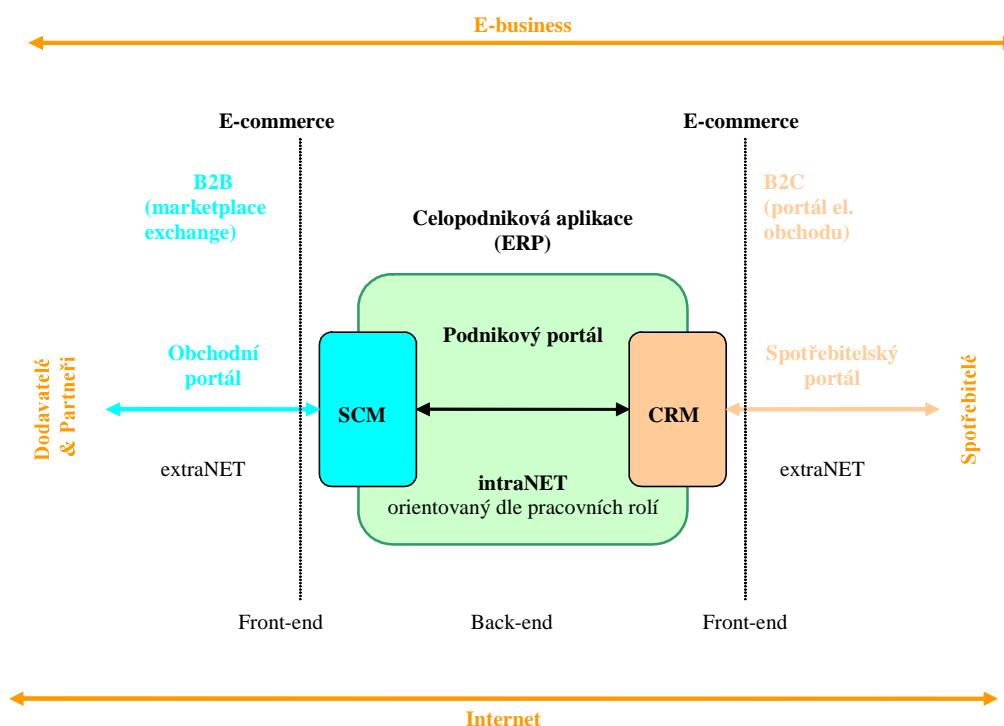 E-business
E-commerce
E-commerce
B2B
(marketplace
exchange)
B2C
(portál el.
obchodu)
Celopodniková aplikace
(ERP)
Podnikový portál
Obchodní
portál
Spotřebitelský
portál
Dodavatelé
& Partneři
SCM
CRM
Spotřebitelé
extraNET
intraNET
orientovaný dle pracovních rolí
extraNET
Front-end
Back-end
Front-end
Internet